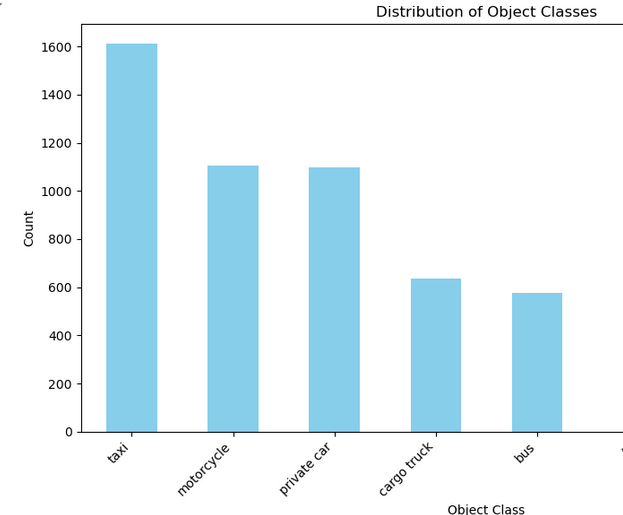 Distribution of Object Classes
1600
1400
1200
1000
800
600
400
200
0
Count
taxi
motorcycle
private car
cargo truck
bus
Object Class